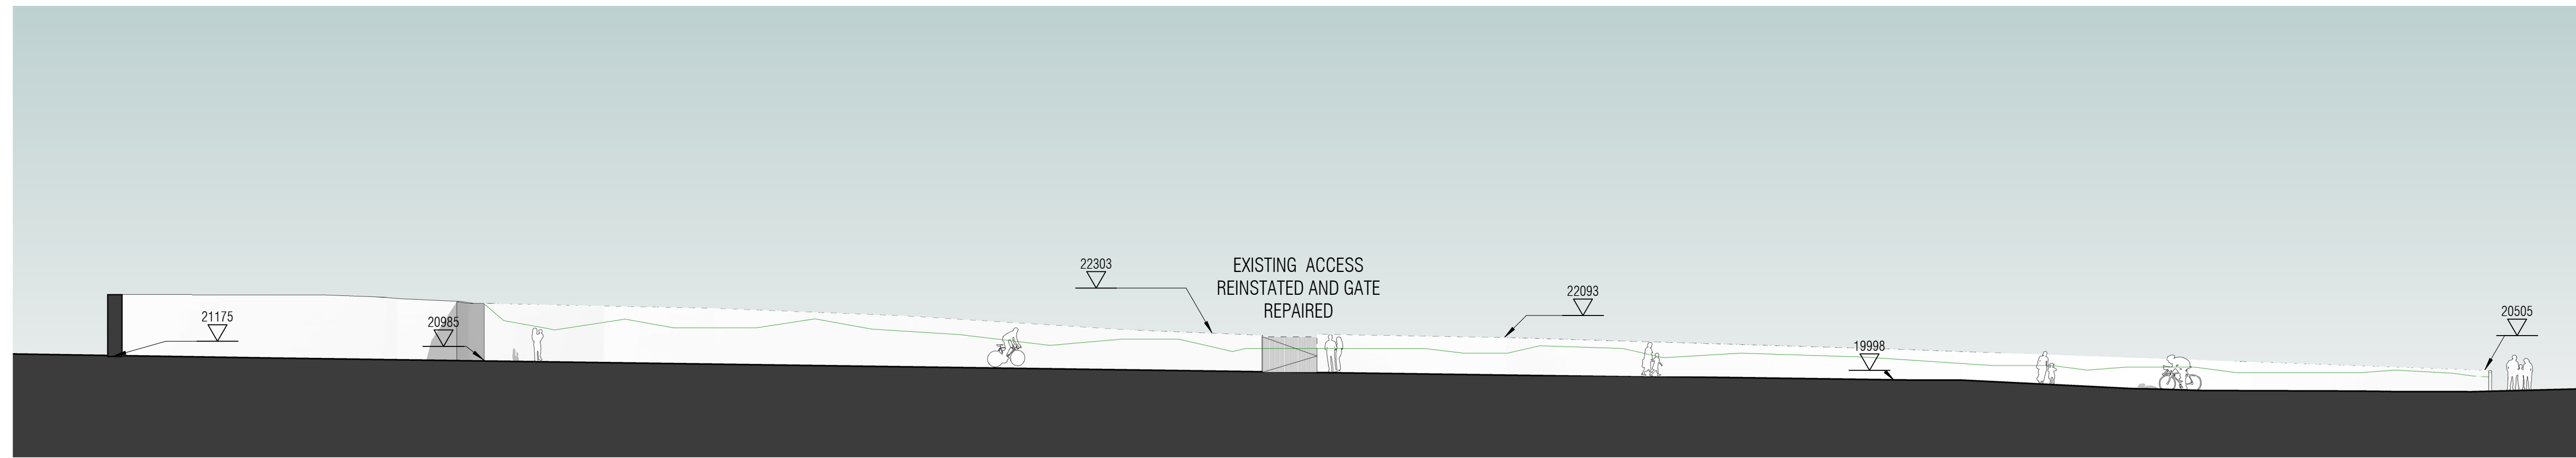 21175
20985
22303
EXISTING ACCESS
REINSTATED AND GATE
REPAIRED
22093
19998
20505